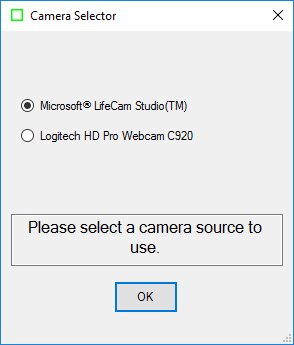 Camera Selector
Microsoft® LifeCam Studio(TM)
Logitech HD Pro Webcam C920
Please select a camera source to
use.
OK